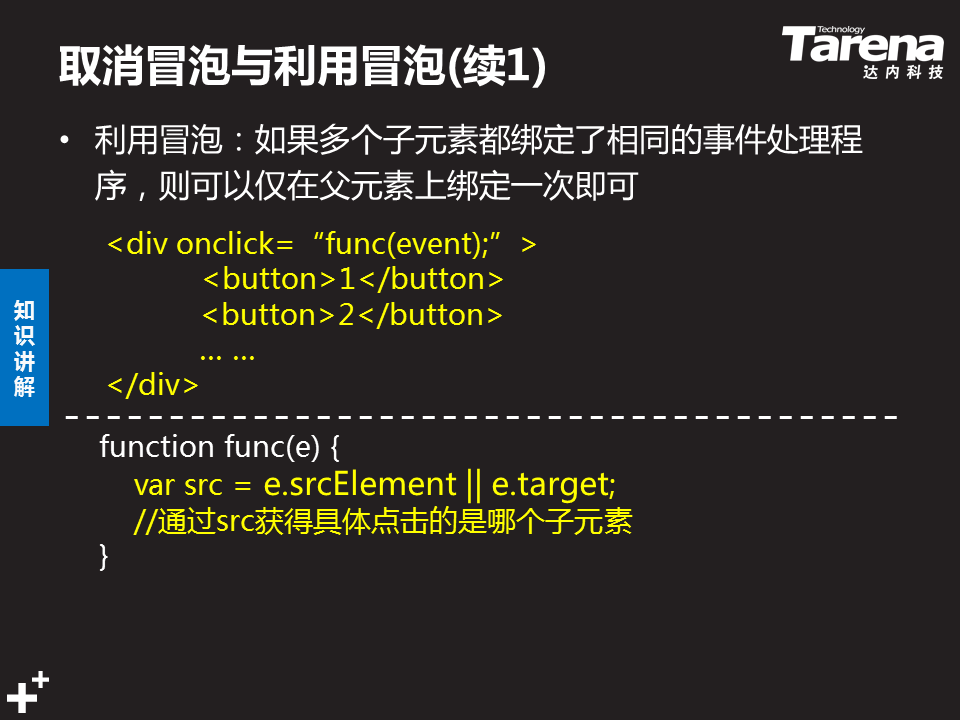 取消冒泡与利用冒泡(续1)
Technology
Tarena
达内科技
• 利用冒泡：如果多个子元素都绑定了相同的事件处理程
序，则可以仅在父元素上绑定一次即可
<div onclick=“func(event);”>
<button>1</button>
<button>2</button>
... ...
</div>
知识讲解
function func(e) {
var src = e.srcElement || e.target;
//通过src获得具体点击的是哪个子元素
}